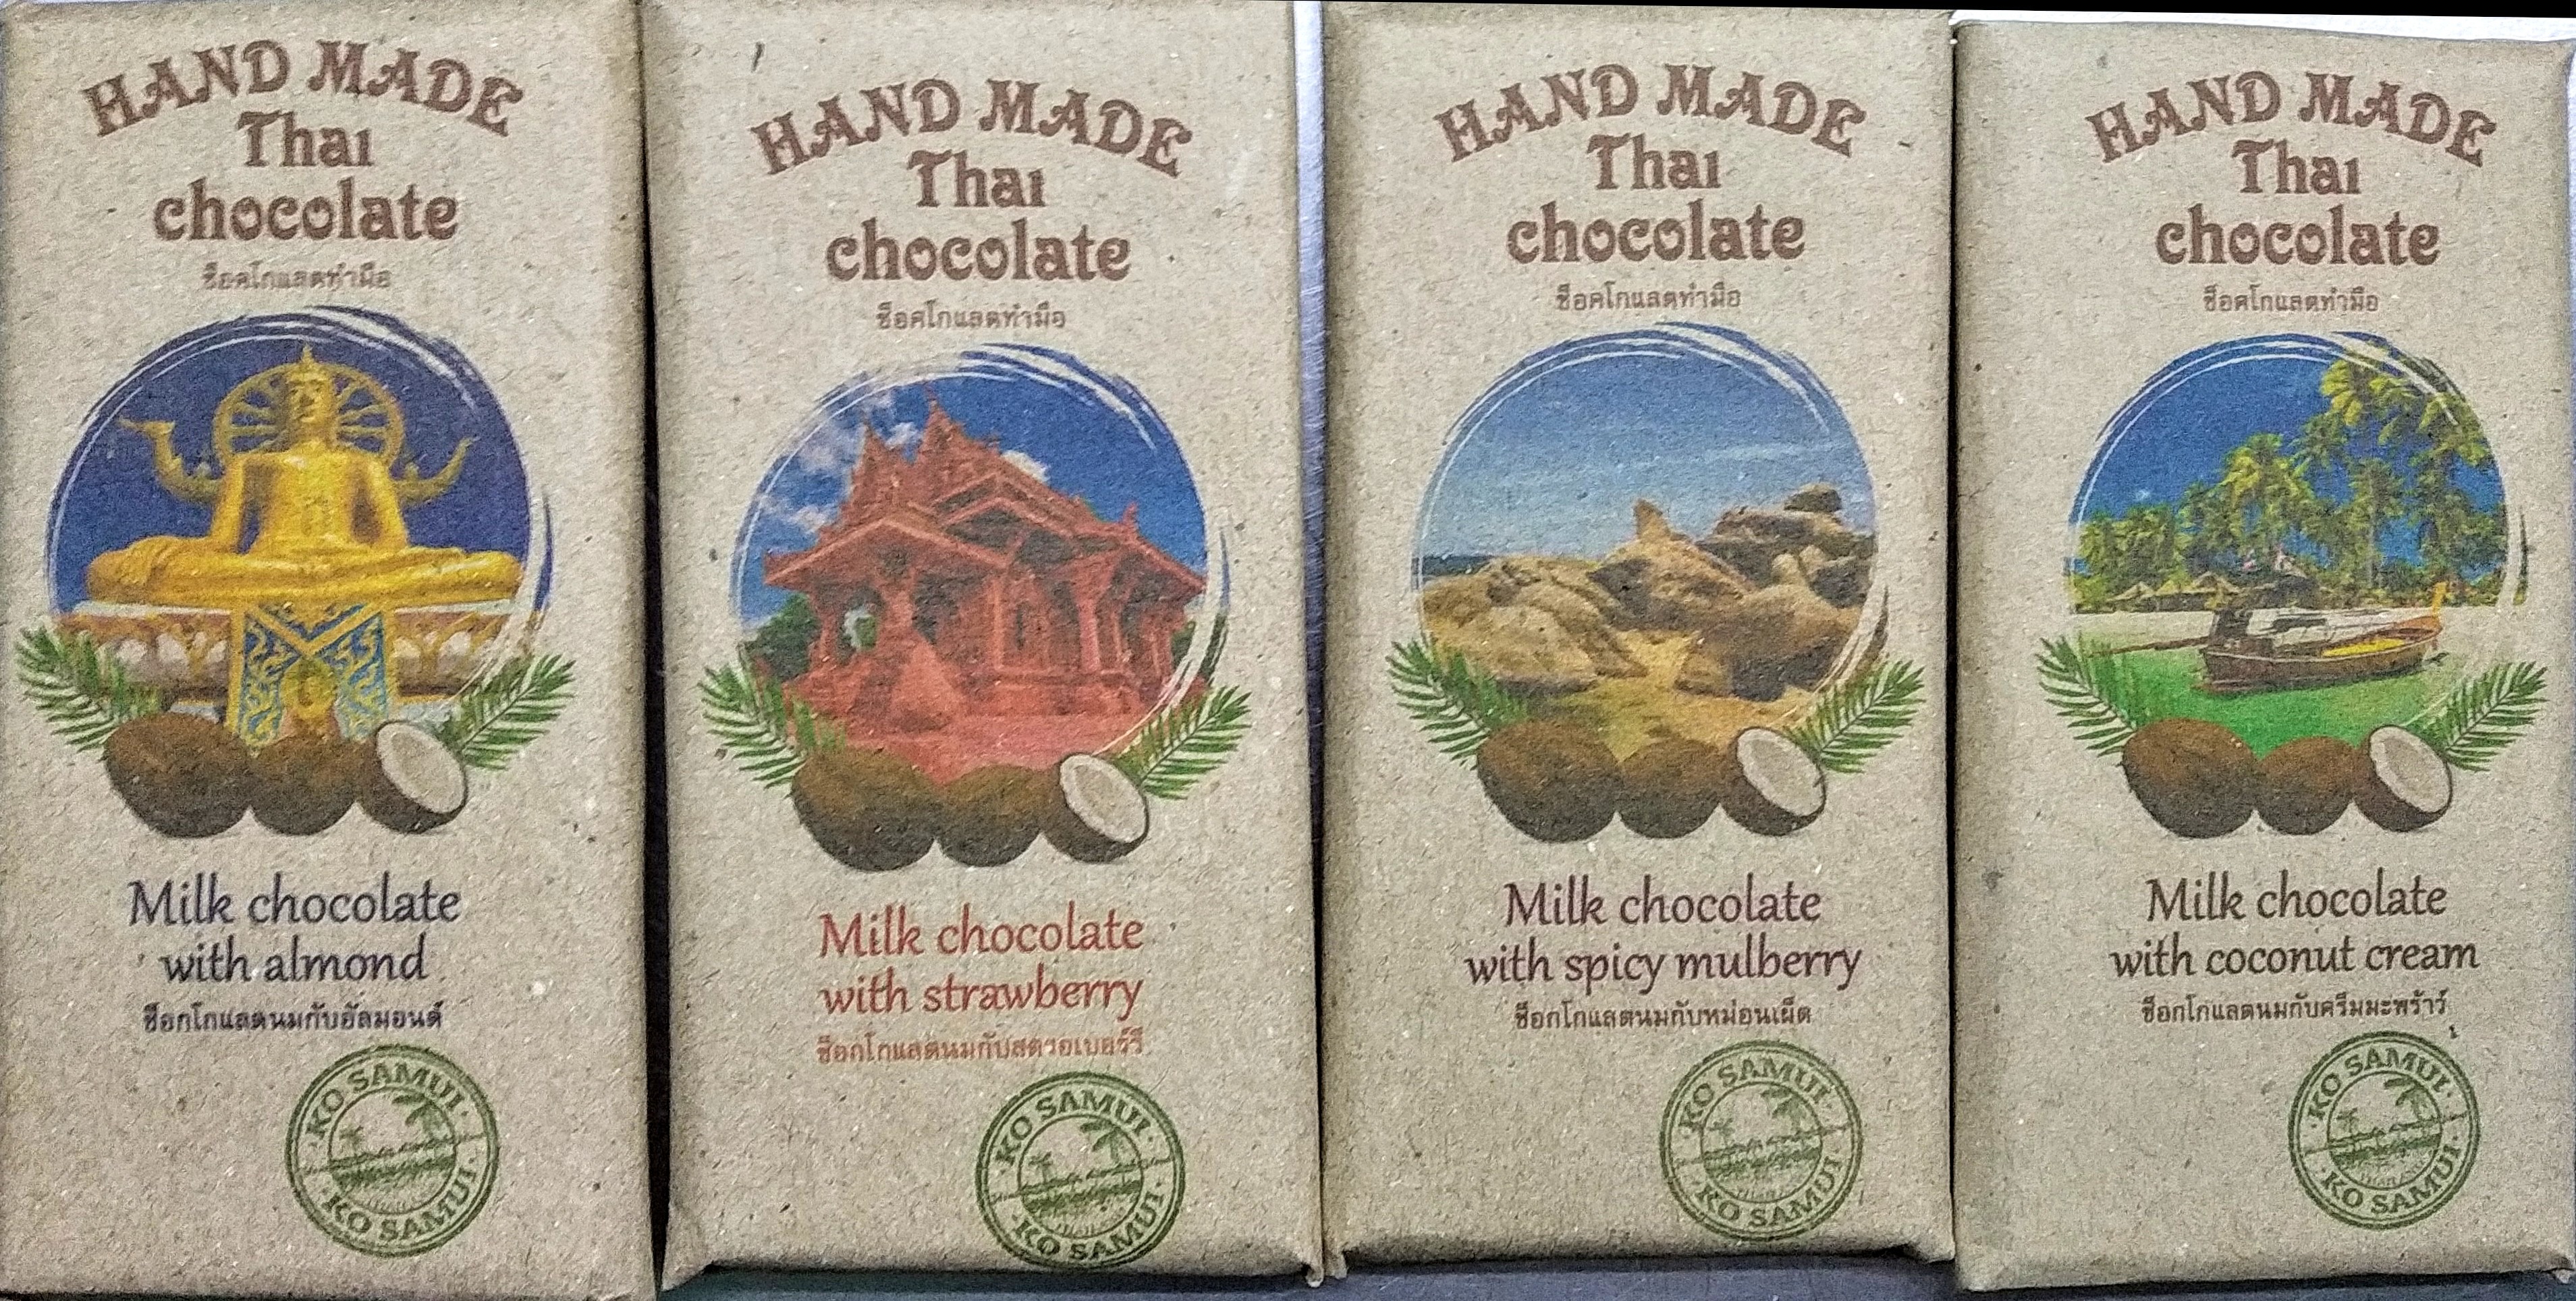 HAND MADE
Thai
chocolate
ช็อคโกแลตทำมือ
Milk chocolate
with almond
ช็อกโกแลตนมกับอัลมอนด์
KO SAMUI
KO SAMUI
HAND MADE
Thai
chocolate
ช็อคโกแลตทำมือ
Milk chocolate
with strawberry
ช็อกโกแลตนมกับสตรอเบอร์รี
KO SAMUI
KO SAMUI
HAND MADE
Thai
chocolate
ช็อคโกแลตทำมือ
Milk chocolate
with spicy mulberry
ช็อกโกแลตนมกับหม่อนเผ็ด
KO SAMUI
KO SAMUI
HAND MADE
Thai
chocolate
ช็อคโกแลตทำมือ
Milk chocolate
with coconut cream
ช็อกโกแลตนมกับครีมมะพร้าว์
KO SAMUI
KO SAMUI